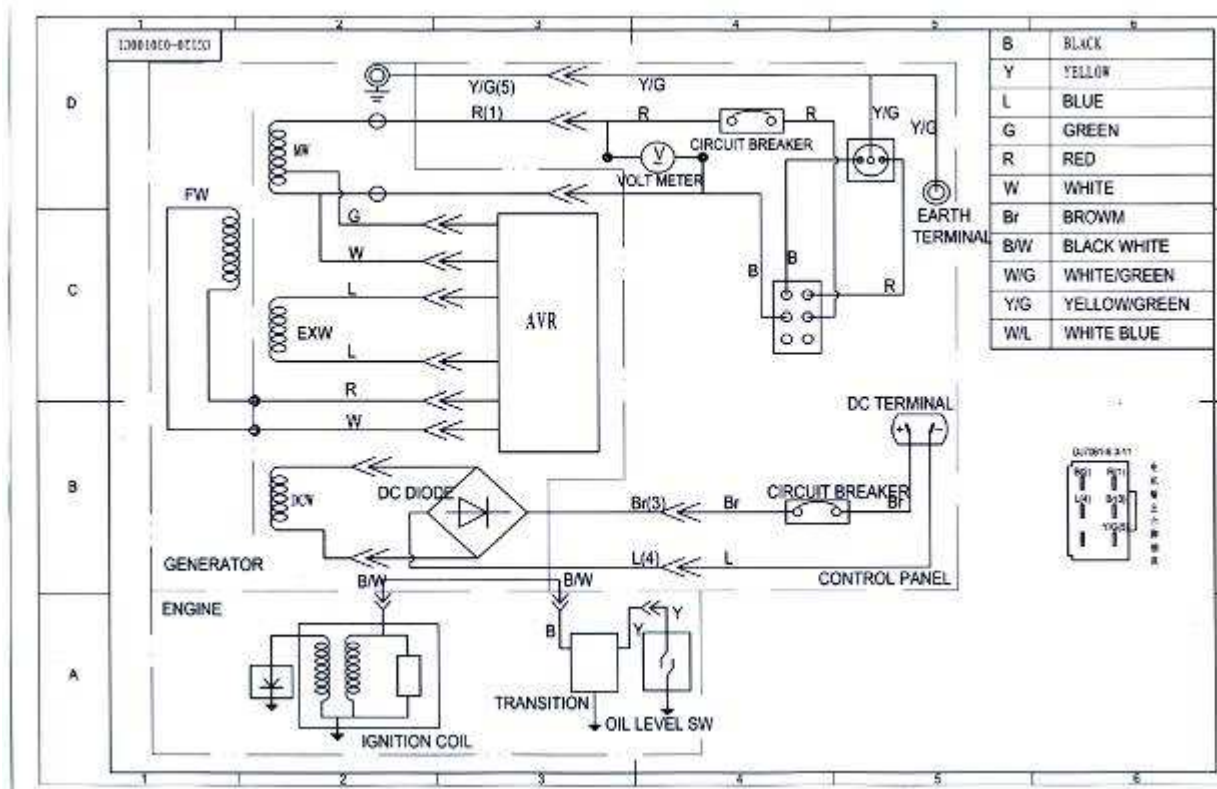 1 2 3 4 5 6
D
C
B
A
B BLACK
Y YELLOW
L BLUE
G GREEN
R RED
W WHITE
Br BROWM
B/W BLACK WHITE
W/G WHITE/GREEN
Y/G YELLOW/GREEN
W/L WHITE BLUE
Y/G(5) Y/G
R(1) R R
CIRCUIT BREAKER
Y/G
Y/G
MW
V
VOLT METER
FW
EARTH
TERMINAL
G
W
B
B
R
L
EXW
AVR
L
R
W
DC TERMINAL
+ -
DCW
DC DIODE
CIRCUIT BREAKER
Br(3) Br Br
L(4) L
GENERATOR
CONTROL PANEL
B/W B/W
ENGINE
B
Y
Y
TRANSITION
OIL LEVEL SW
IGNITION COIL
R(1)
L(4)
1 2 3 4 5 6